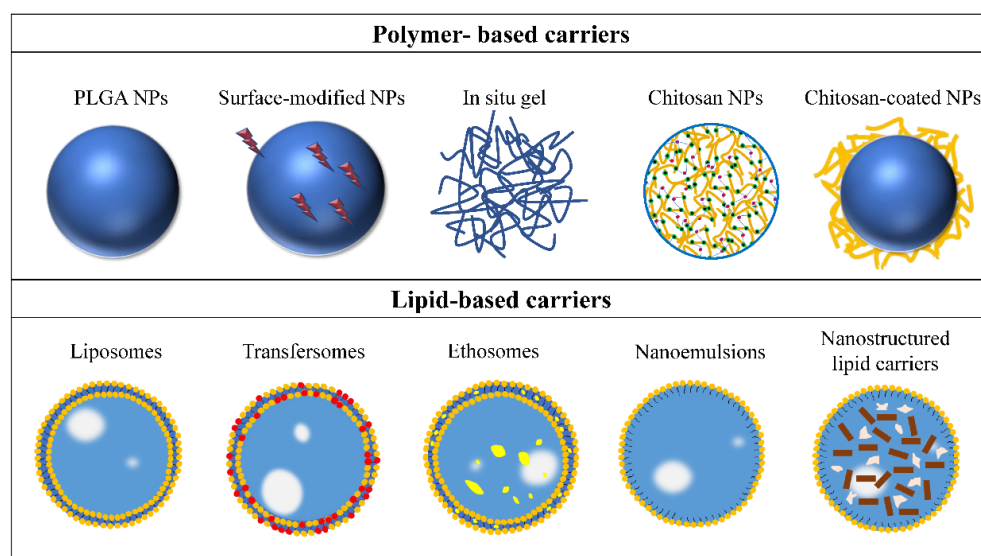 Polymer- based carriers
PLGA NPs
Surface-modified NPs
In situ gel
Chitosan NPs
Chitosan-coated NPs
Lipid-based carriers
Liposomes
Transfersomes
Ethosomes
Nanoemulsions
Nanostructured
lipid carriers